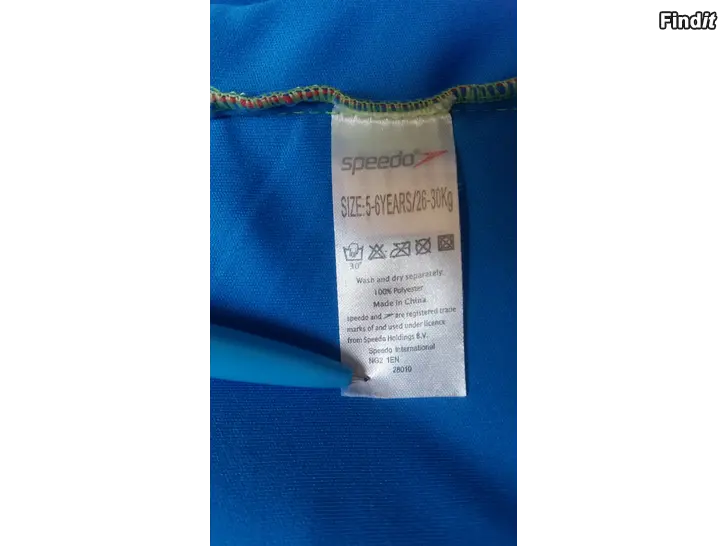 Findit
speedo
SIZE:5-6YEARS/26-30Kg
30°
Wash and dry separately.
100% Polyester
Made in China
speedo and are registered trade
marks of and used under licence
from Speedo Holdings B.V.
Speedo International
NG2 1EN
28010